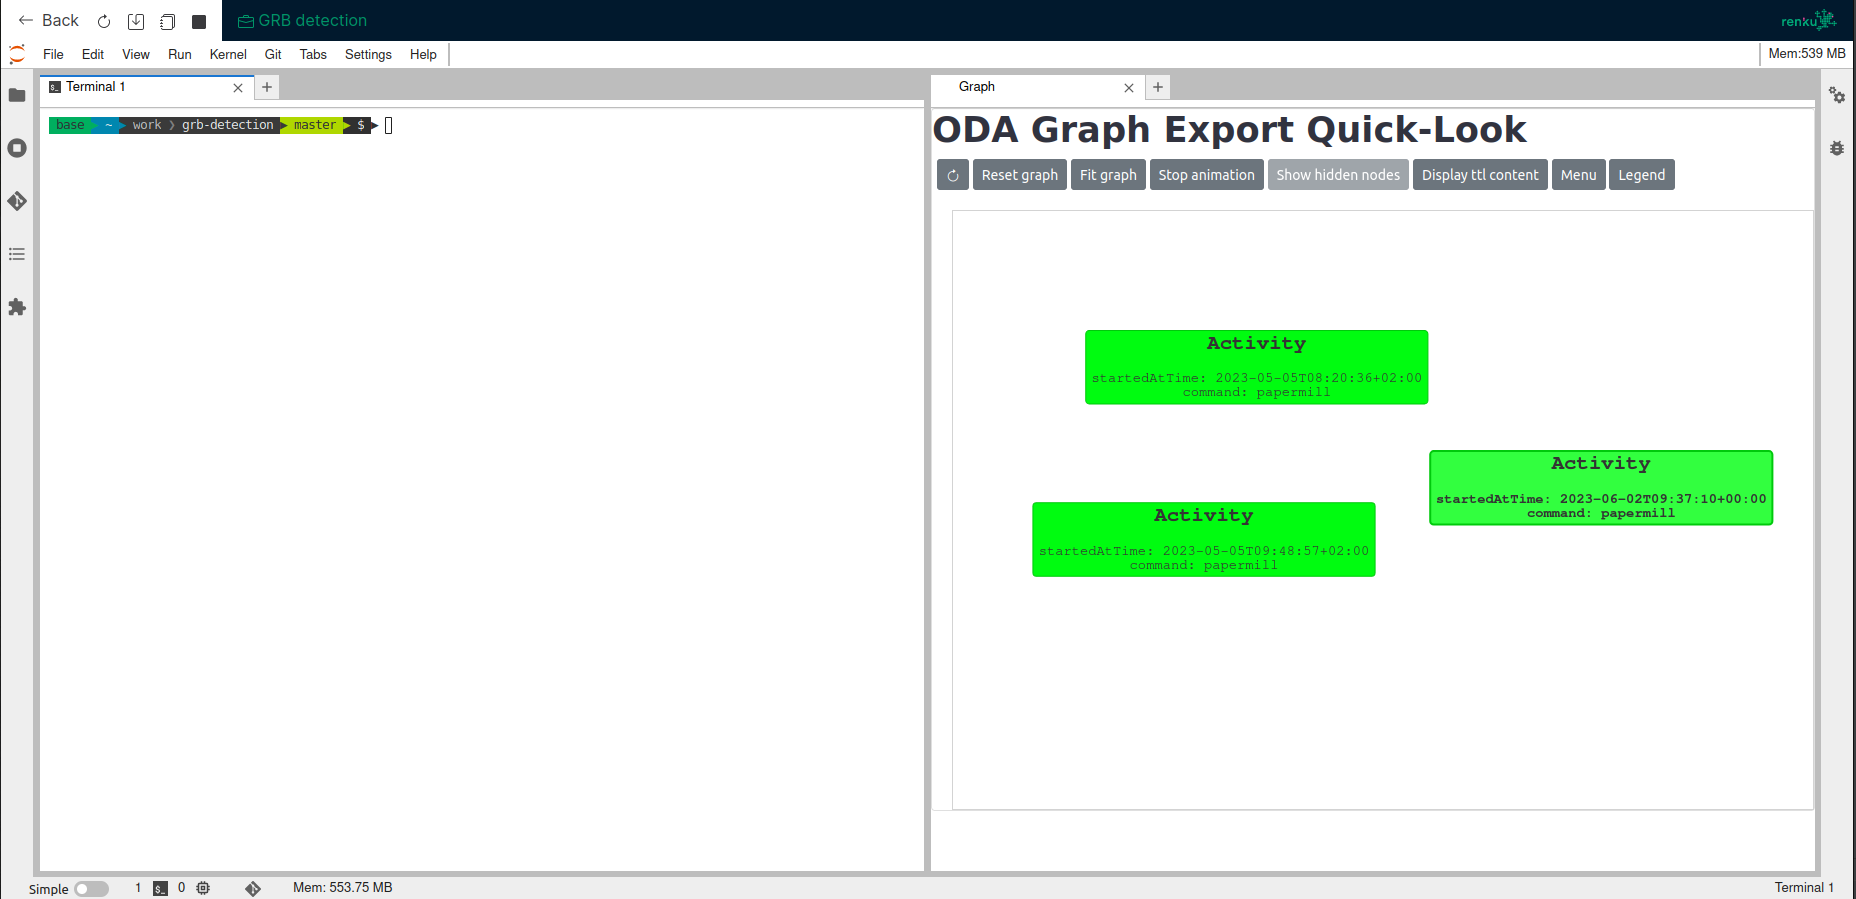 Back
GRB detection
renku
File Edit View Run Kernel Git Tabs Settings Help
Mem:539 MB
Terminal 1
base ~ work grb-detection master $
Graph
ODA Graph Export Quick-Look
Reset graph Fit graph Stop animation Show hidden nodes Display ttl content Menu Legend
Activity
startedAtTime: 2023-05-05T08:20:36+02:00
command: papermill
Activity
startedAtTime: 2023-06-02T09:37:10+00:00
command: papermill
Activity
startedAtTime: 2023-05-05T09:48:57+02:00
command: papermill
Simple 1 $_ 0 Mem: 553.75 MB Terminal 1